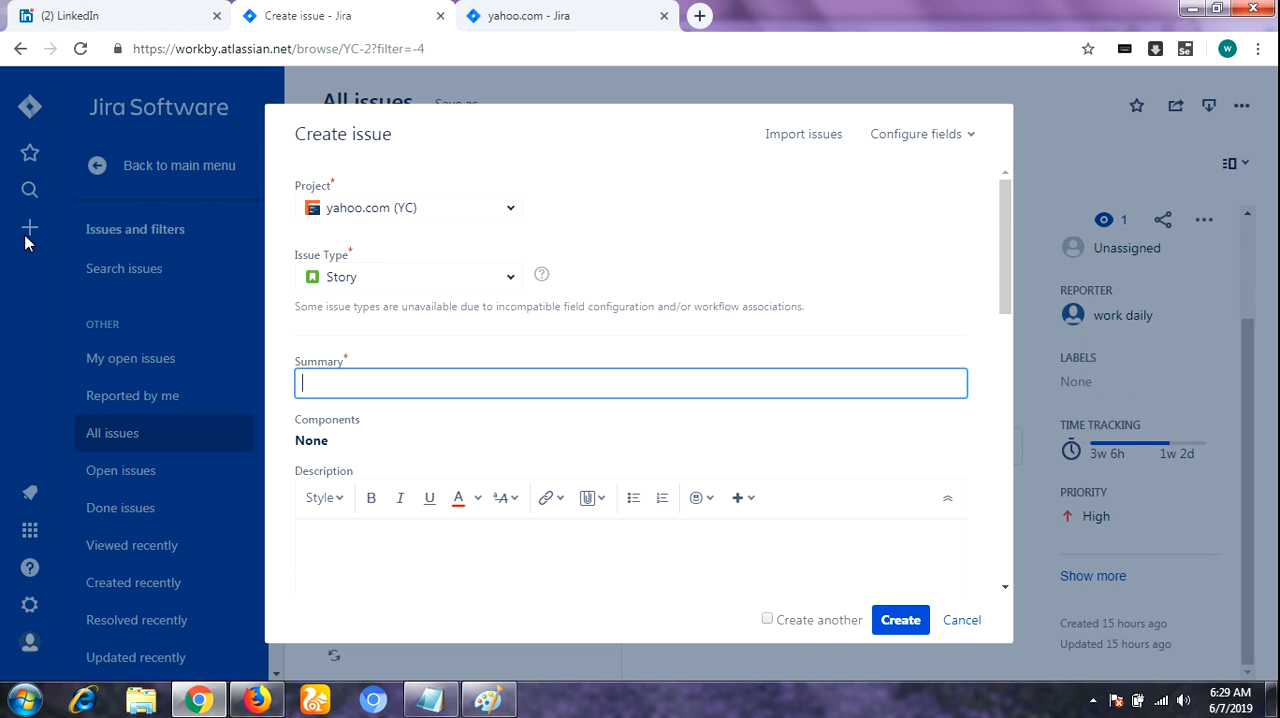 (2) LinkedIn
Create issue - Jira
yahoo.com - Jira
https://workby.atlassian.net/browse/YC-2?filter=-4
Se
w
Jira Software
All issues
Save as
Back to main menu
Issues and filters
Search issues
OTHER
My open issues
Reported by me
All issues
Open issues
Done issues
Viewed recently
Created recently
Resolved recently
Updated recently
Create issue
Import issues
Configure fields
Project*
yahoo.com (YC)
Issue Type*
Story
Some issue types are unavailable due to incompatible field configuration and/or workflow associations.
Summary*
Components
None
Description
Style B I U A
Create another
Create
Cancel
1
Unassigned
REPORTER
work daily
LABELS
None
TIME TRACKING
3w 6h 1w 2d
PRIORITY
High
Show more
Created 15 hours ago
Updated 15 hours ago
6:29 AM
6/7/2019